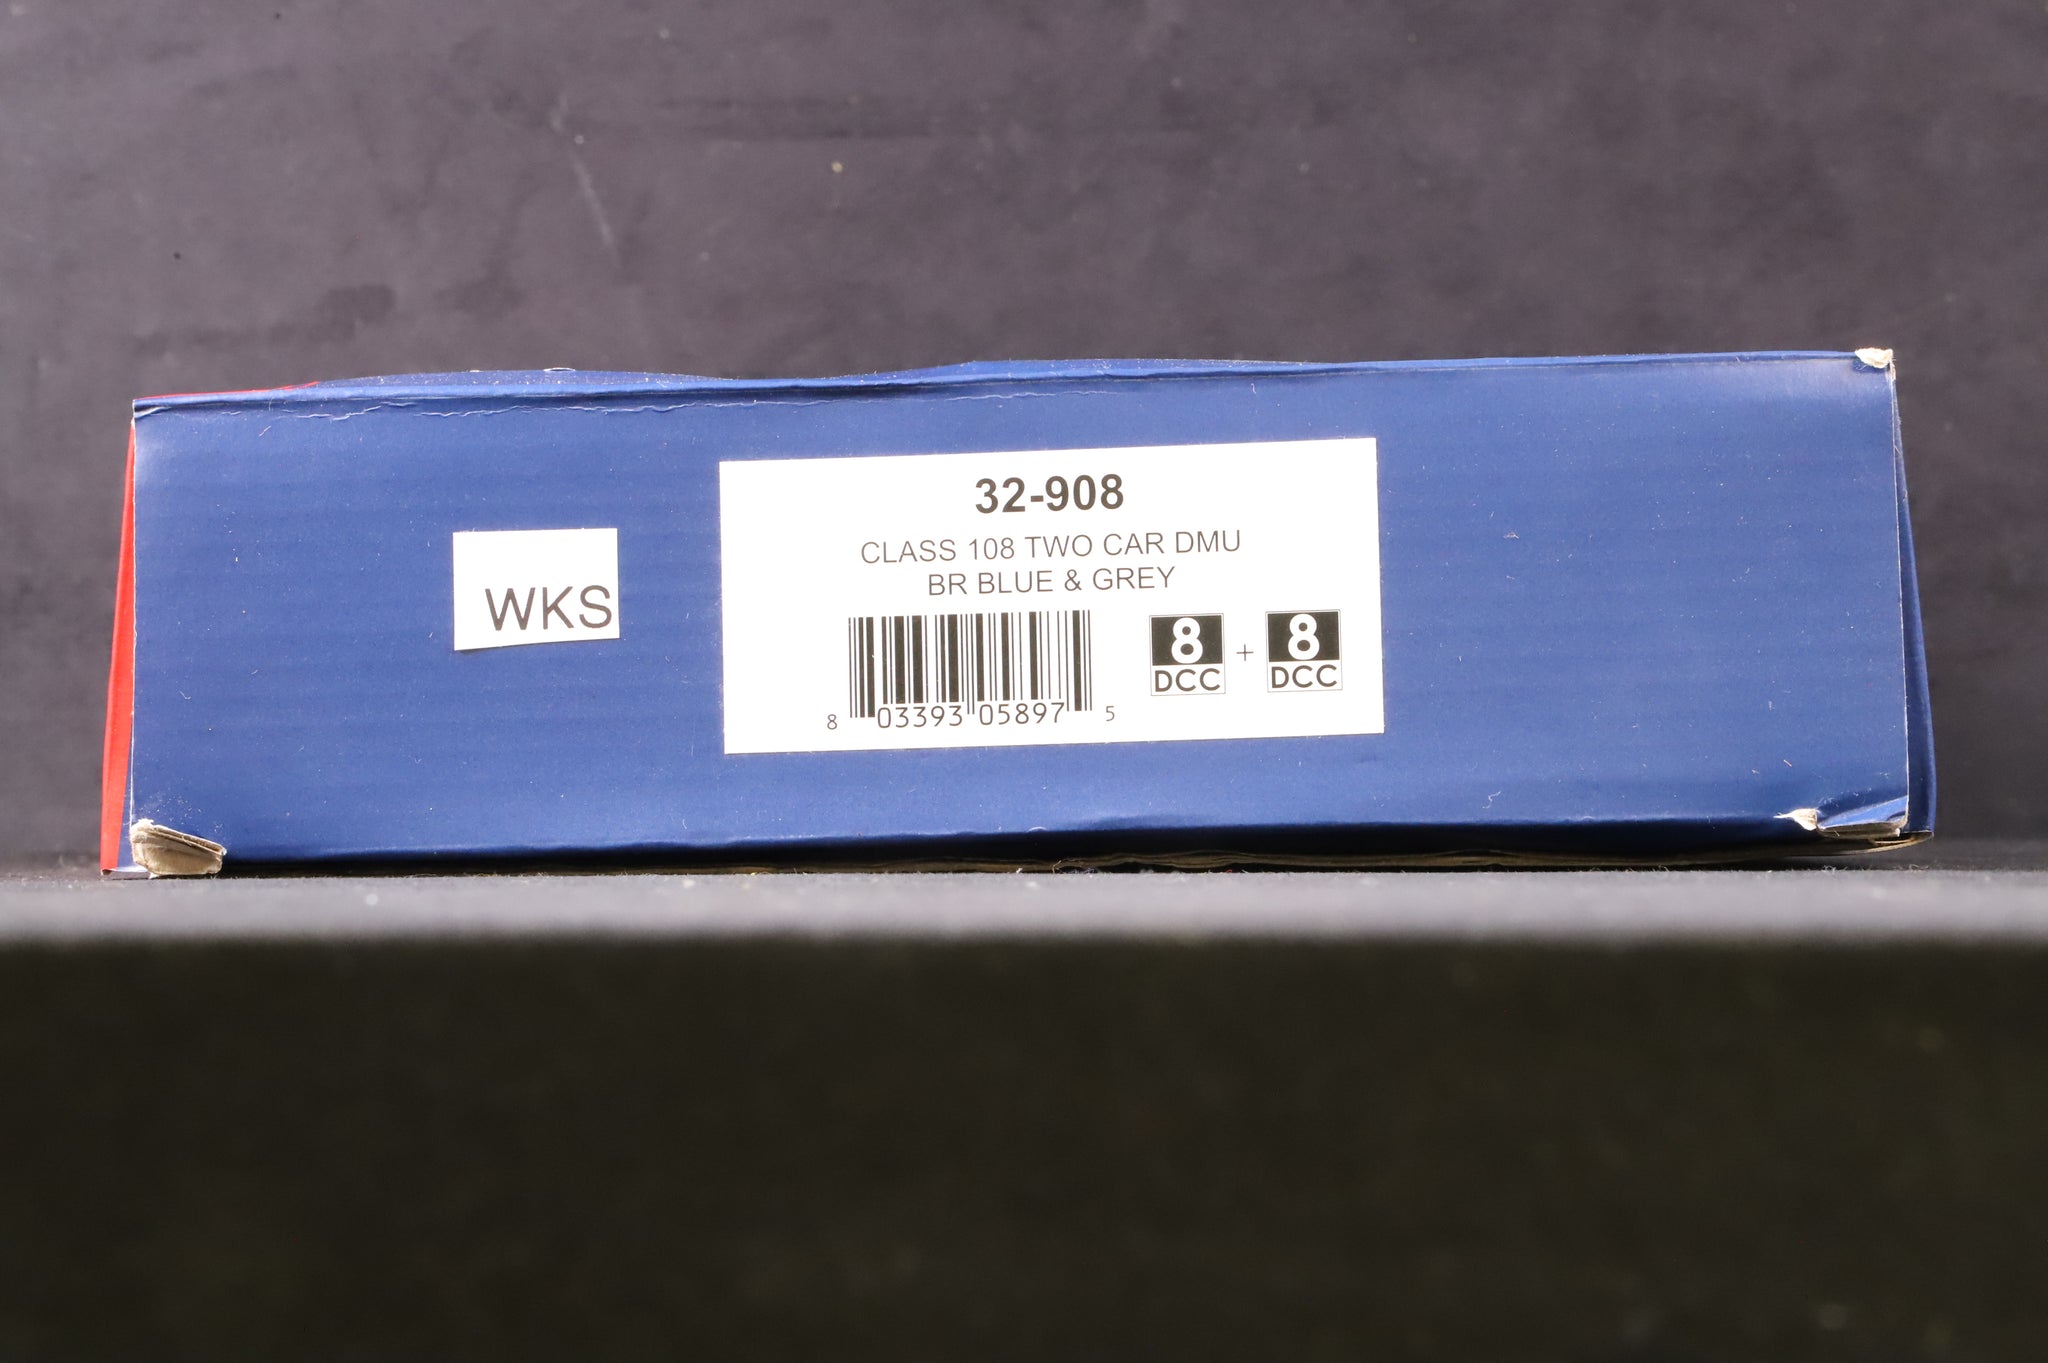 WKS
32-908
CLASS 108 TWO CAR DMU
BR BLUE & GREY
8 03393 05897 5
8 DCC + 8 DCC